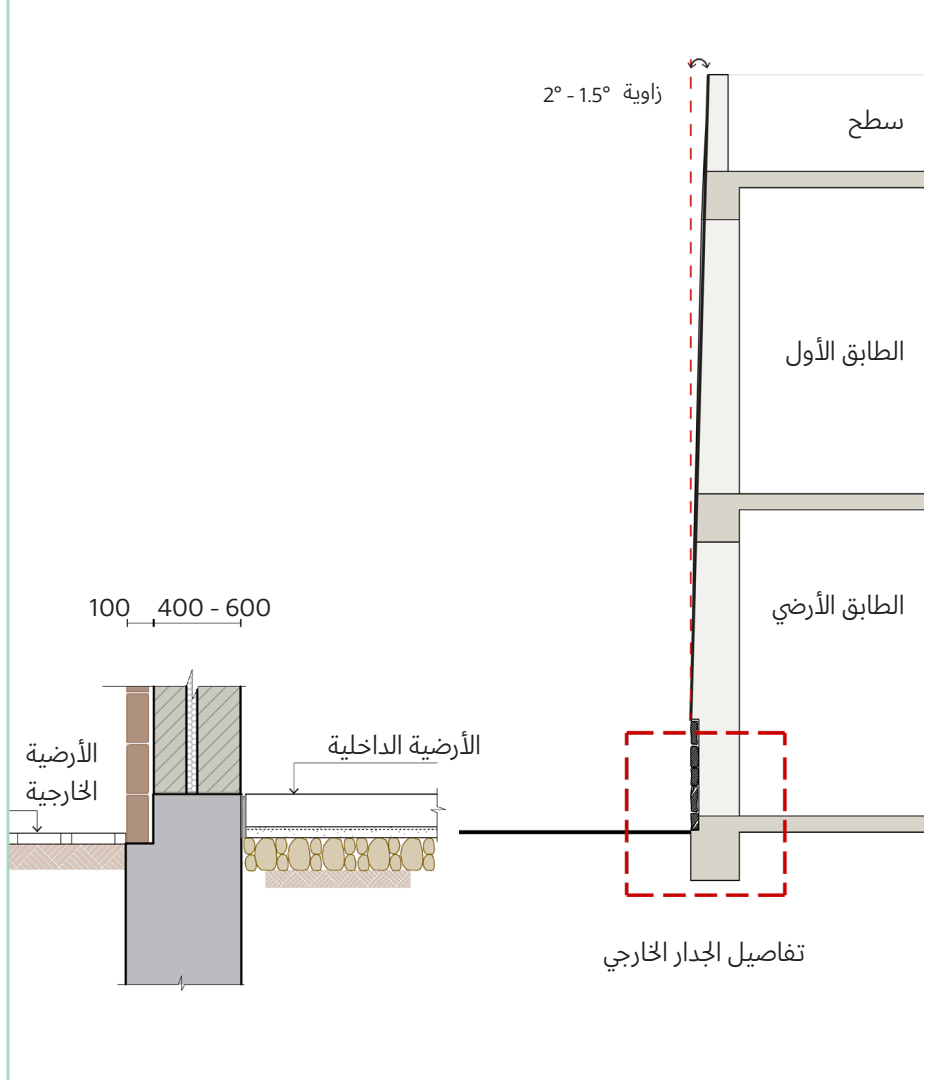 زاوية 1.5° - 2°
سطح
الطابق الأول
الطابق الأرضي
100
400 - 600
الأرضية
الخارجية
الأرضية الداخلية
تفاصيل الجدار الخارجي